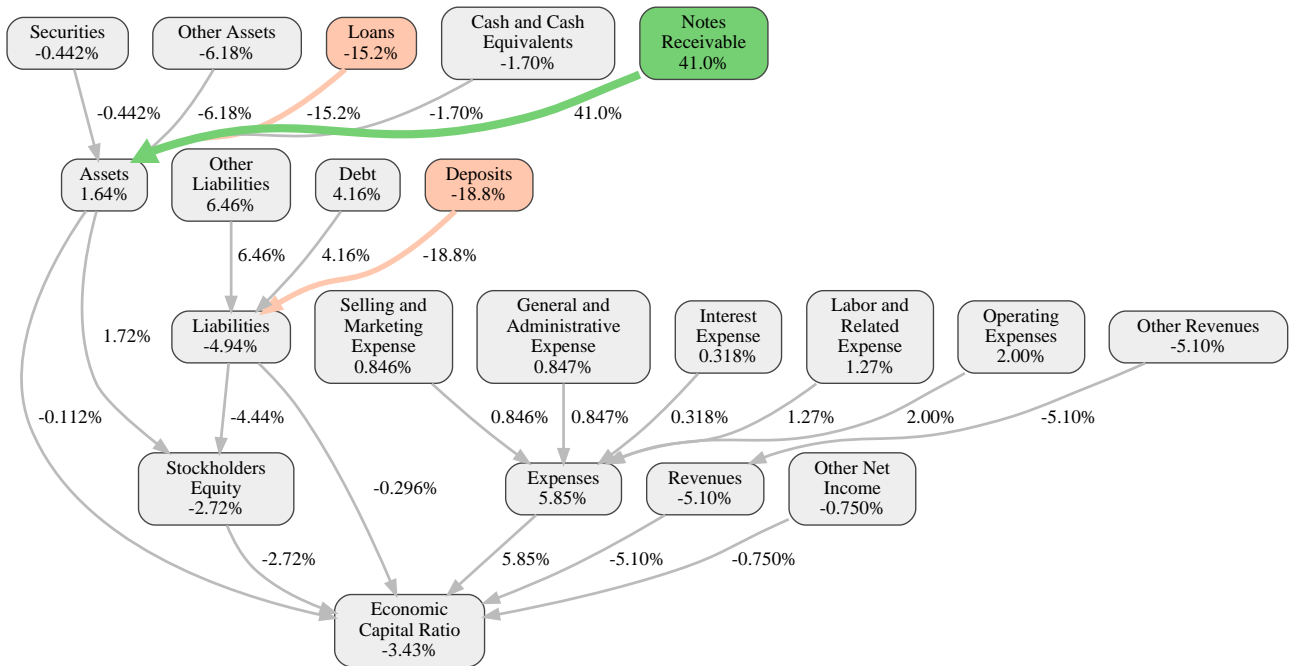 Securities
-0.442%
Other Assets
-6.18%
Loans
-15.2%
Cash and Cash
Equivalents
-1.70%
Notes
Receivable
41.0%
-0.442%
-6.18%
-15.2%
-1.70%
41.0%
Assets
1.64%
Other
Liabilities
6.46%
Debt
4.16%
Deposits
-18.8%
6.46%
4.16%
-18.8%
1.72%
Liabilities
-4.94%
Selling and
Marketing
Expense
0.846%
General and
Administrative
Expense
0.847%
Interest
Expense
0.318%
Labor and
Related
Expense
1.27%
Operating
Expenses
2.00%
Other Revenues
-5.10%
-0.112%
-4.44%
0.846%
0.847%
0.318%
1.27%
2.00%
-5.10%
Stockholders
Equity
-2.72%
-0.296%
Expenses
5.85%
Revenues
-5.10%
Other Net
Income
-0.750%
-2.72%
5.85%
-5.10%
-0.750%
Economic
Capital Ratio
-3.43%